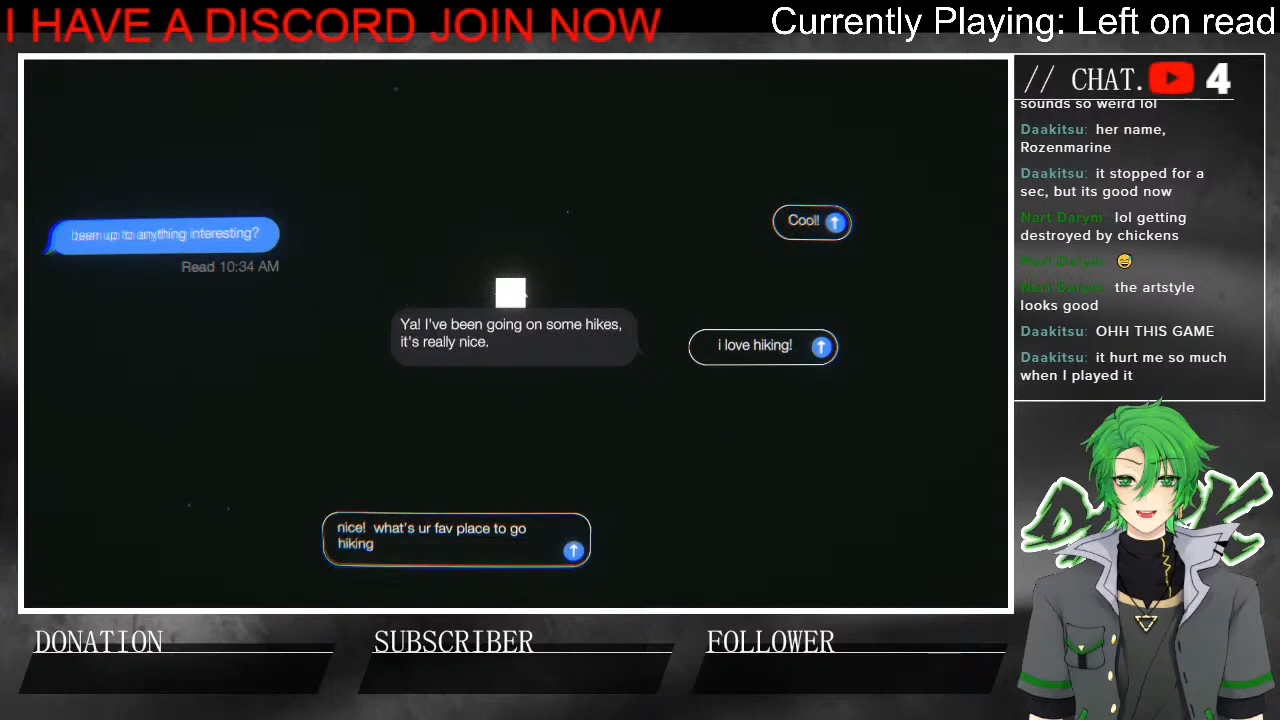 I HAVE A DISCORD JOIN NOW
Currently Playing: Left on read
// CHAT. 4
sounds so weird lol
Daakitsu: her name,
Rozenmarine
Daakitsu: it stopped for a
sec, but its good now
Nart Darym: lol getting
destroyed by chickens
Nart Darym: 😅
Nart Darym: the artstyle
looks good
Daakitsu: OHH THIS GAME
Daakitsu: it hurt me so much
when I played it
been up to anything interesting?
Read 10:34 AM
Cool!
Ya! I've been going on some hikes,
it's really nice.
i love hiking!
nice! what's ur fav place to go
hiking
DONATION
SUBSCRIBER
FOLLOWER